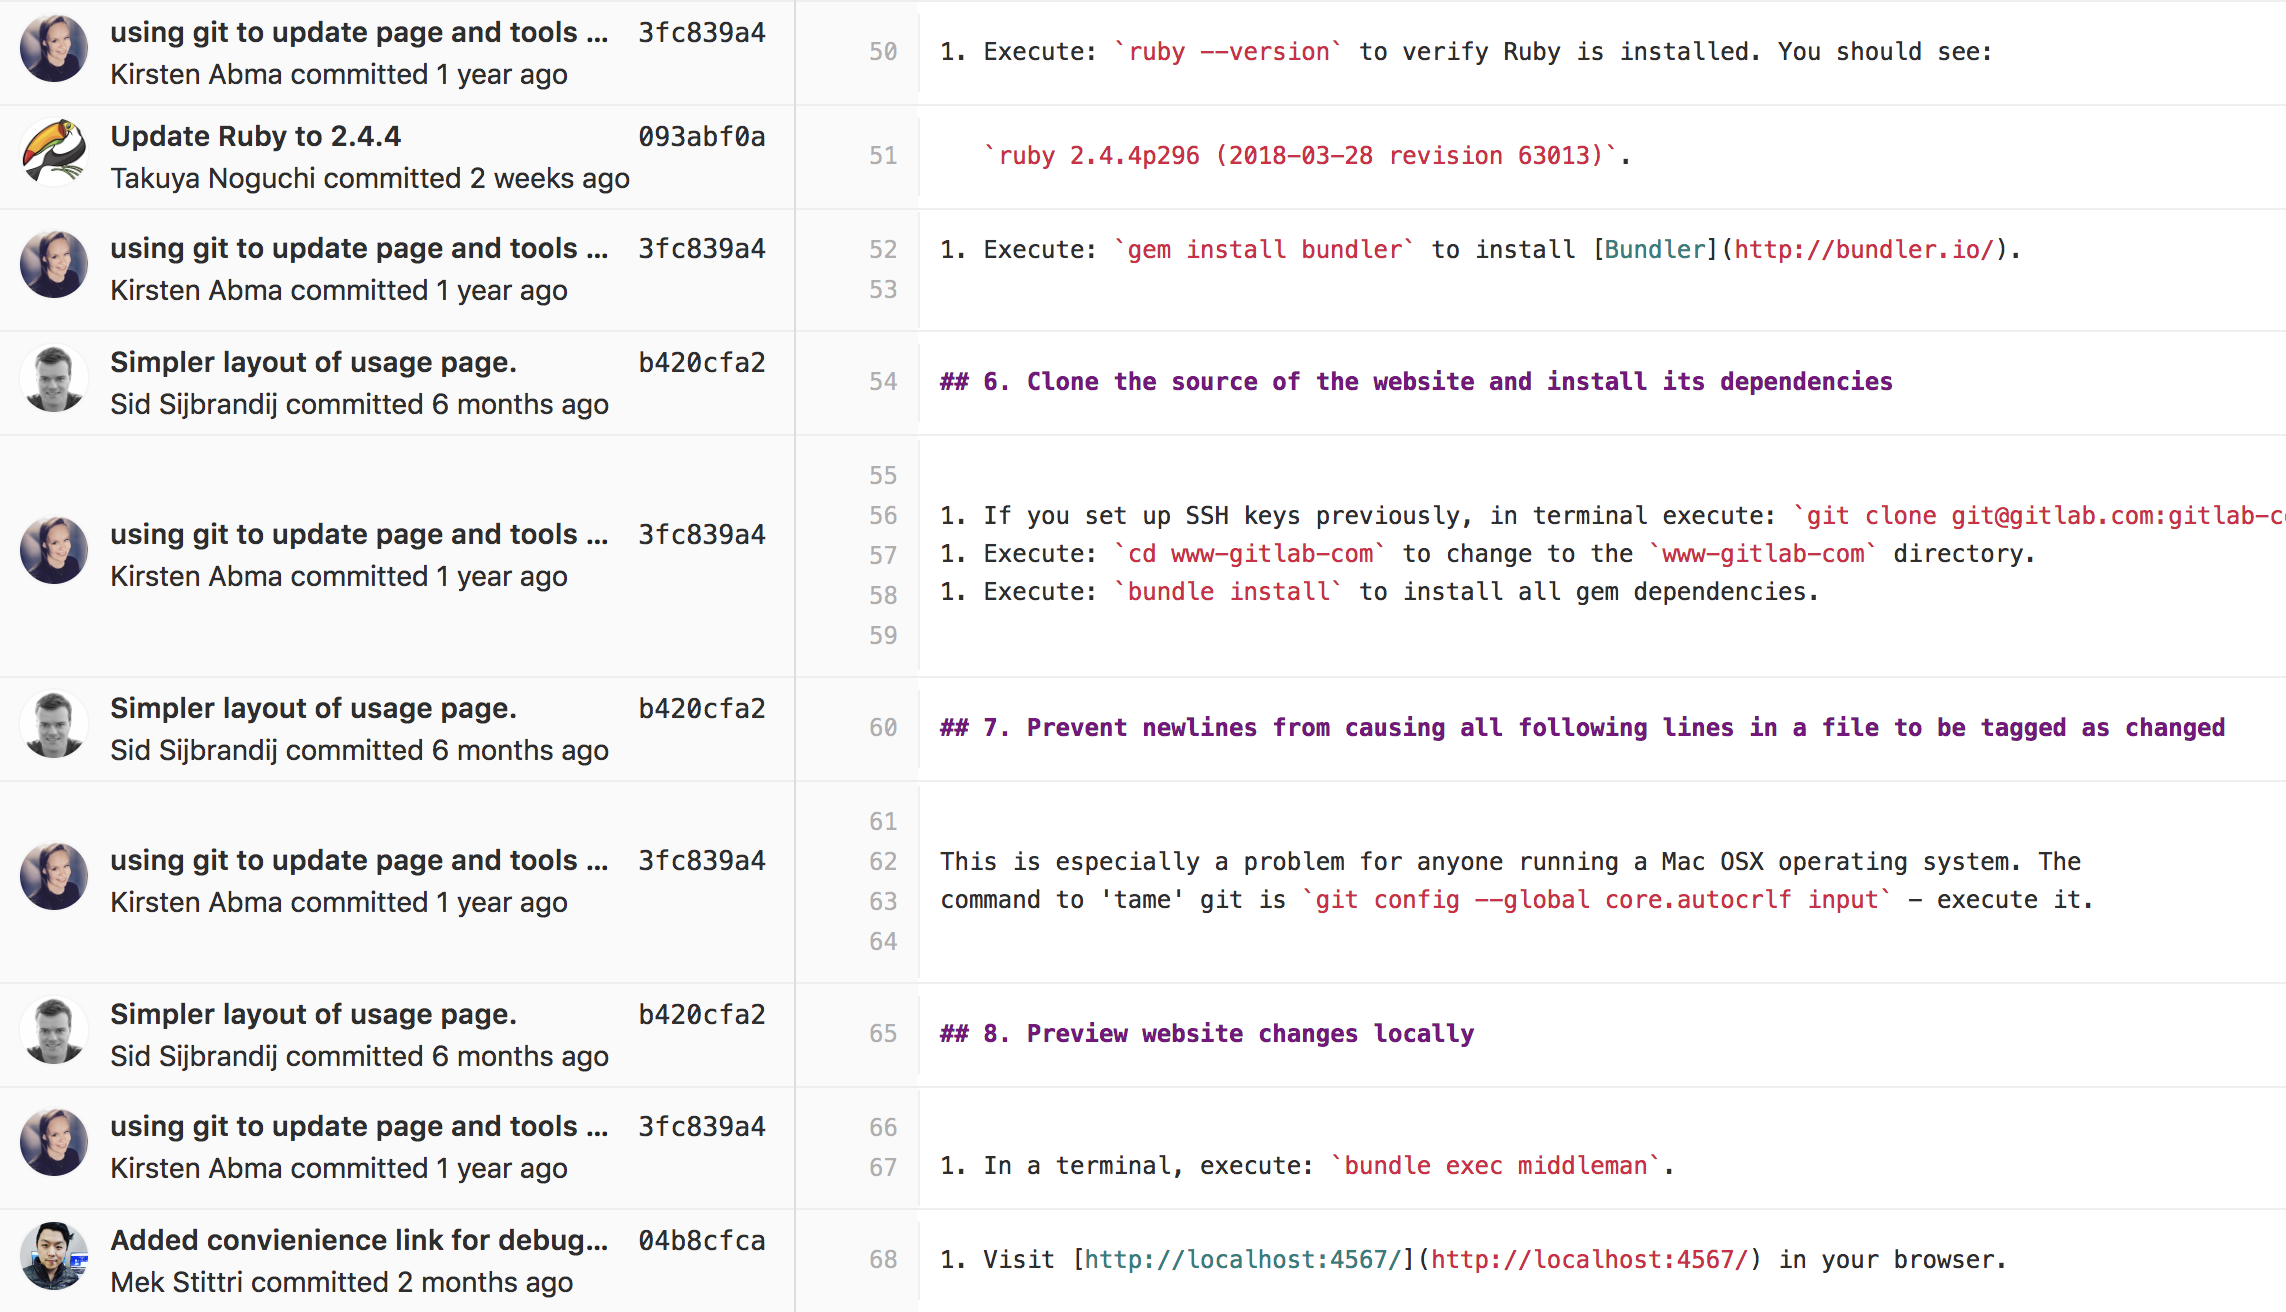 using git to update page and tools ... 3fc839a4
Kirsten Abma committed 1 year ago
50 1. Execute: `ruby --version` to verify Ruby is installed. You should see:
Update Ruby to 2.4.4 093abf0a
Takuya Noguchi committed 2 weeks ago
51 `ruby 2.4.4p296 (2018-03-28 revision 63013)`.
using git to update page and tools ... 3fc839a4
Kirsten Abma committed 1 year ago
52 1. Execute: `gem install bundler` to install [Bundler](http://bundler.io/).
53
Simpler layout of usage page. b420cfa2
Sid Sijbrandij committed 6 months ago
54 ## 6. Clone the source of the website and install its dependencies
using git to update page and tools ... 3fc839a4
Kirsten Abma committed 1 year ago
55
56 1. If you set up SSH keys previously, in terminal execute: `git clone git@gitlab.com:gitlab-c
57 1. Execute: `cd www-gitlab-com` to change to the `www-gitlab-com` directory.
58 1. Execute: `bundle install` to install all gem dependencies.
59
Simpler layout of usage page. b420cfa2
Sid Sijbrandij committed 6 months ago
60 ## 7. Prevent newlines from causing all following lines in a file to be tagged as changed
using git to update page and tools ... 3fc839a4
Kirsten Abma committed 1 year ago
61
62 This is especially a problem for anyone running a Mac OSX operating system. The
63 command to 'tame' git is `git config --global core.autocrlf input` - execute it.
64
Simpler layout of usage page. b420cfa2
Sid Sijbrandij committed 6 months ago
65 ## 8. Preview website changes locally
using git to update page and tools ... 3fc839a4
Kirsten Abma committed 1 year ago
66
67 1. In a terminal, execute: `bundle exec middleman`.
Added convienience link for debug... 04b8cfca
Mek Stittri committed 2 months ago
68 1. Visit [http://localhost:4567/](http://localhost:4567/) in your browser.